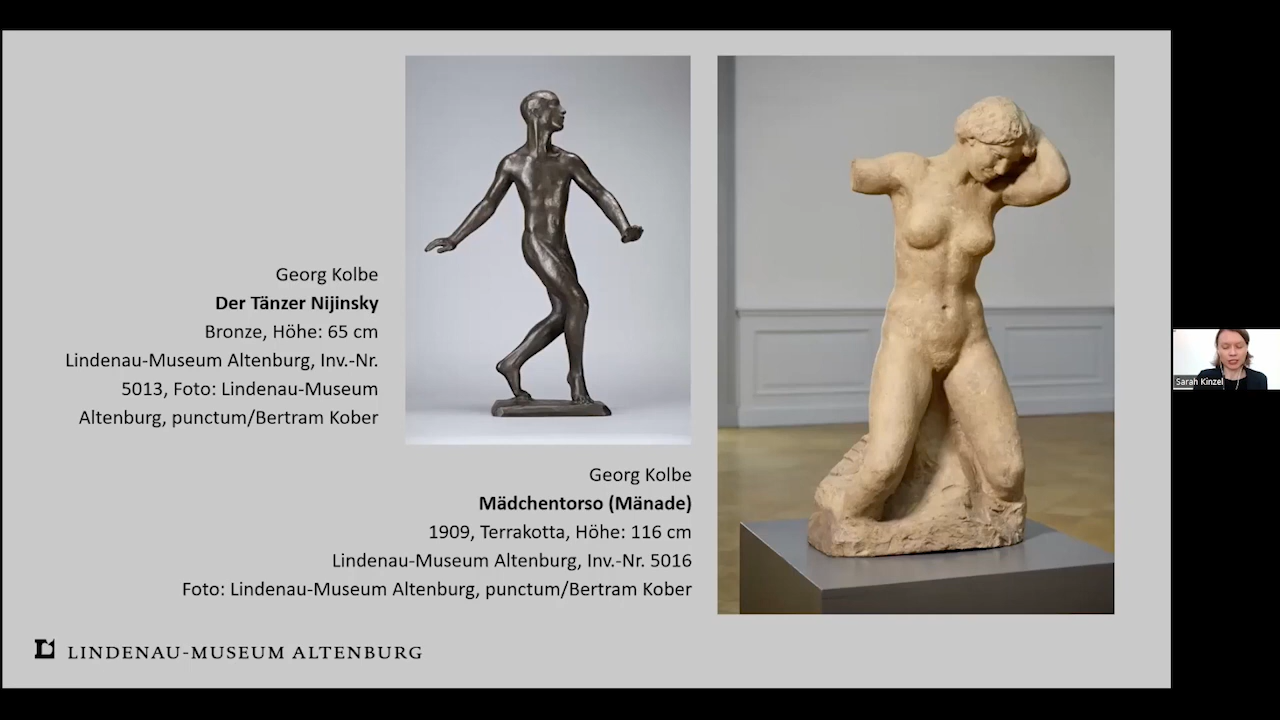 Georg Kolbe
Der Tänzer Nijinsky
Bronze, Höhe: 65 cm
Lindenau-Museum Altenburg, Inv.-Nr.
5013, Foto: Lindenau-Museum
Altenburg, punctum/Bertram Kober
Georg Kolbe
Mädchentorso (Mänade)
1909, Terrakotta, Höhe: 116 cm
Lindenau-Museum Altenburg, Inv.-Nr. 5016
Foto: Lindenau-Museum Altenburg, punctum/Bertram Kober
LINDENAU-MUSEUM ALTENBURG
Sarah Kinzel